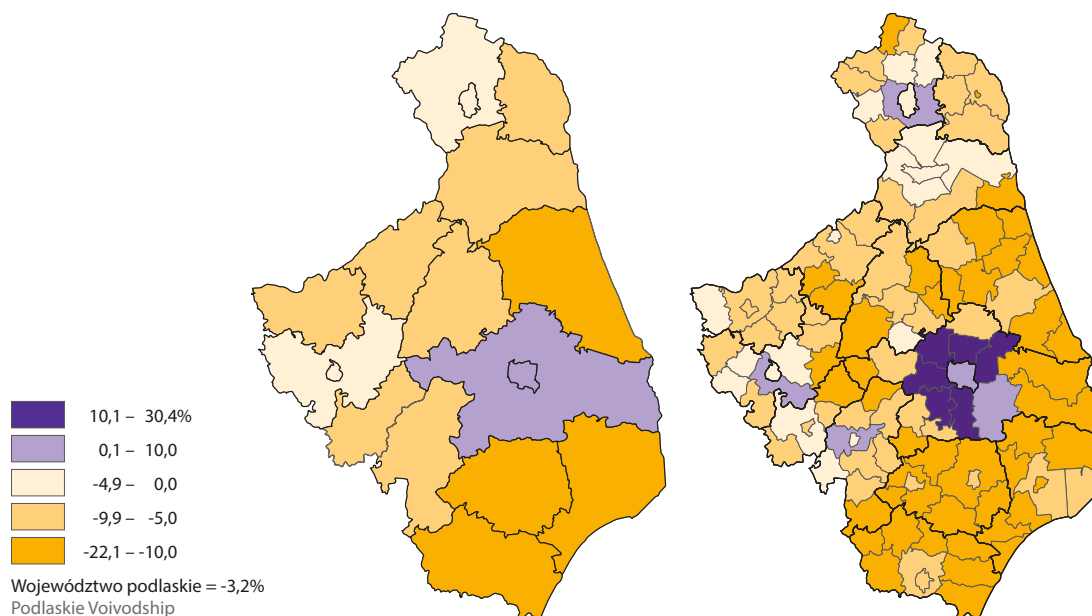 10,1 – 30,4%
0,1 – 10,0
-4,9 – 0,0
-9,9 – -5,0
-22,1 – -10,0
Województwo podlaskie = -3,2%
Podlaskie Voivodship